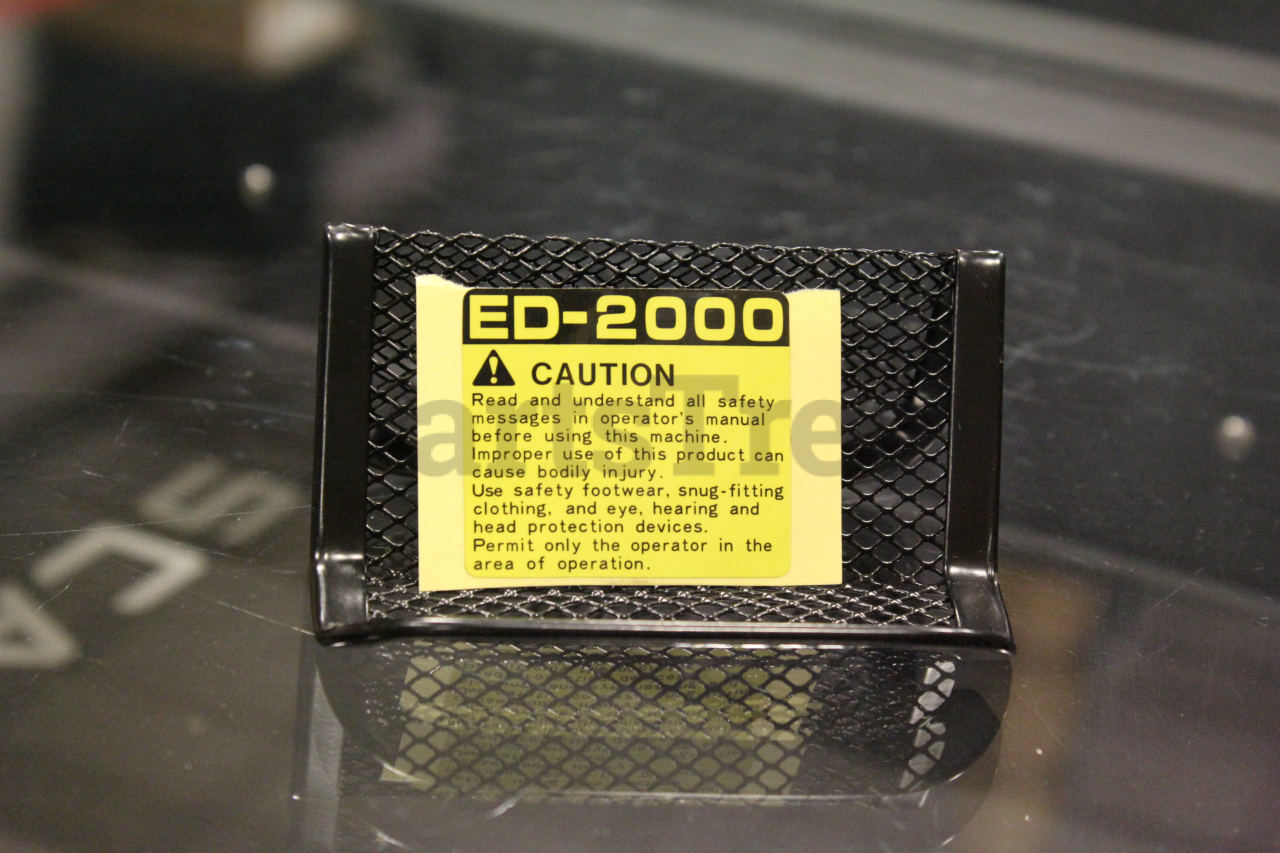 ED-2000
CAUTION
Read and understand all safety
messages in operator's manual
before using this machine.
Improper use of this product can
cause bodily injury.
Use safety footwear, snug-fitting
clothing, and eye, hearing and
head protection devices.
Permit only the operator in the
area of operation.
artsTre